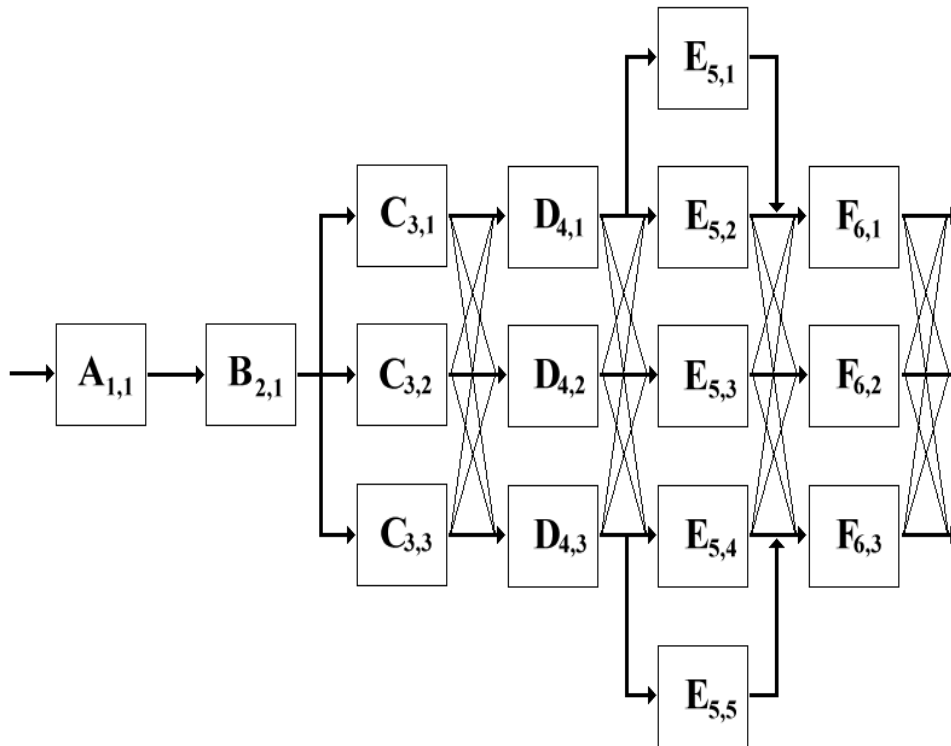 E5,1
C3,1 D4,1 E5,2 F6,1
A1,1 B2,1 C3,2 D4,2 E5,3 F6,2
C3,3 D4,3 E5,4 F6,3
E5,5